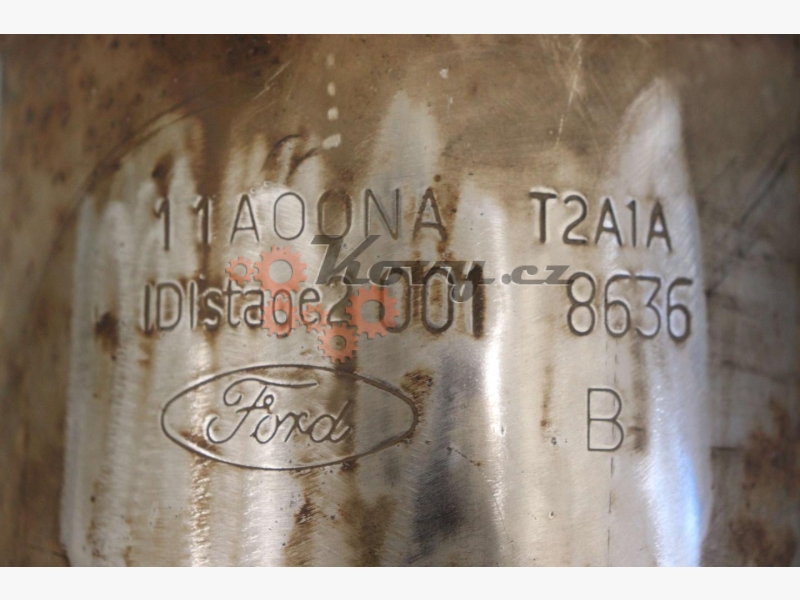 11A00NA T2A1A
Kovy.cz
IDIstage2 001 8636
Ford B